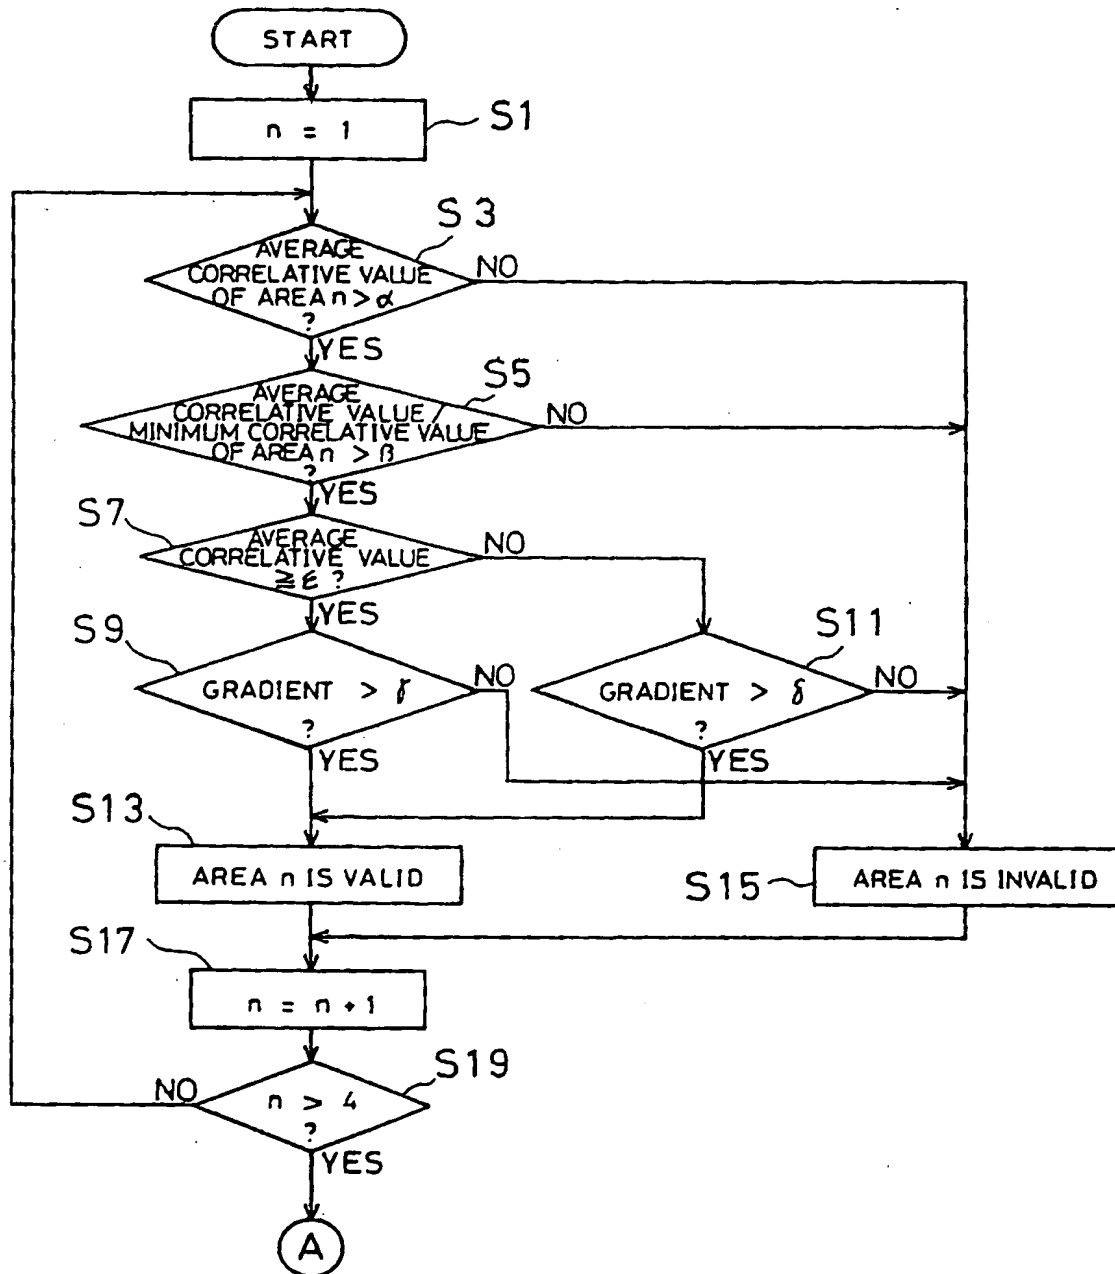 START
n = 1
S1
S3
AVERAGE
CORRELATIVE VALUE
OF AREA n > α
?
NO
YES
S5
AVERAGE
CORRELATIVE VALUE /
MINIMUM CORRELATIVE VALUE
OF AREA n > β
?
NO
YES
S7
AVERAGE
CORRELATIVE VALUE
≧ ε ?
NO
YES
S9
GRADIENT > γ
?
NO
YES
S11
GRADIENT > δ
?
NO
YES
S13
AREA n IS VALID
S15
AREA n IS INVALID
S17
n = n + 1
S19
n > 4
?
NO
YES
A